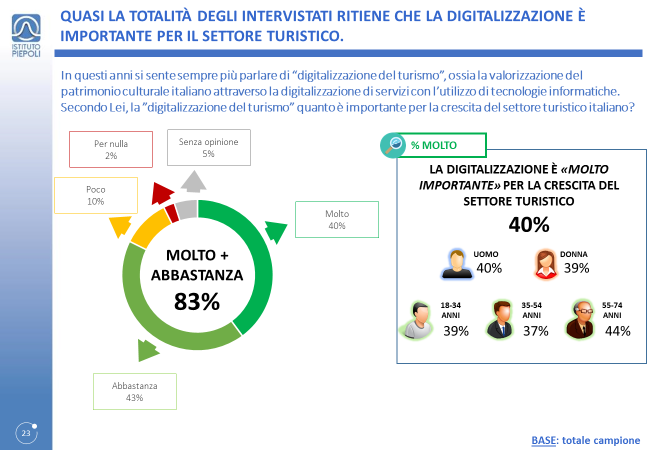 QUASI LA TOTALITÀ DEGLI INTERVISTATI RITIENE CHE LA DIGITALIZZAZIONE È
IMPORTANTE PER IL SETTORE TURISTICO.
ISTITUTO
PIEPOLI
In questi anni si sente sempre più parlare di “digitalizzazione del turismo”, ossia la valorizzazione del
patrimonio culturale italiano attraverso la digitalizzazione di servizi con l’utilizzo di tecnologie informatiche.
Secondo Lei, la ”digitalizzazione del turismo” quanto è importante per la crescita del settore turistico italiano?
Per nulla
2%
Senza opinione
5%
Poco
10%
Molto
40%
MOLTO +
ABBASTANZA
83%
Abbastanza
43%
% MOLTO
LA DIGITALIZZAZIONE È «MOLTO
IMPORTANTE» PER LA CRESCITA DEL
SETTORE TURISTICO
40%
UOMO
40%
DONNA
39%
18-34
ANNI
39%
35-54
ANNI
37%
55-74
ANNI
44%
23
BASE: totale campione